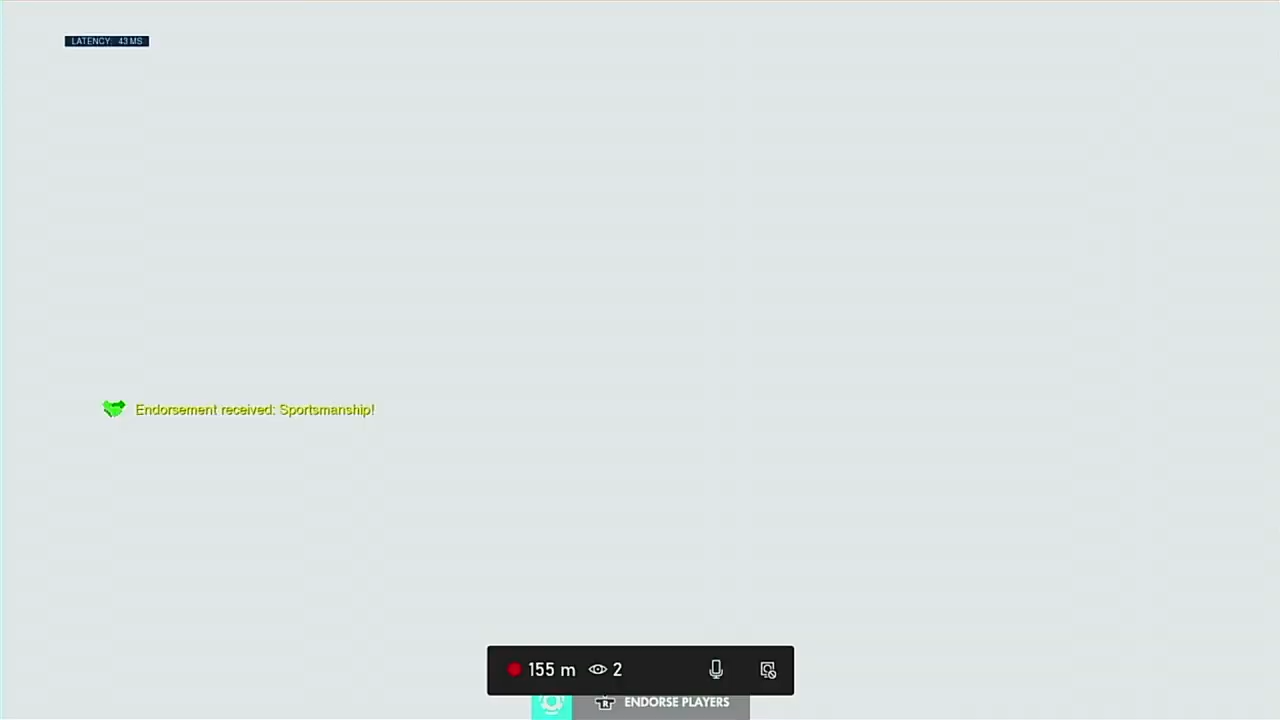 LATENCY: 43 MS
Endorsement received: Sportsmanship!
155 m 2
R ENDORSE PLAYERS